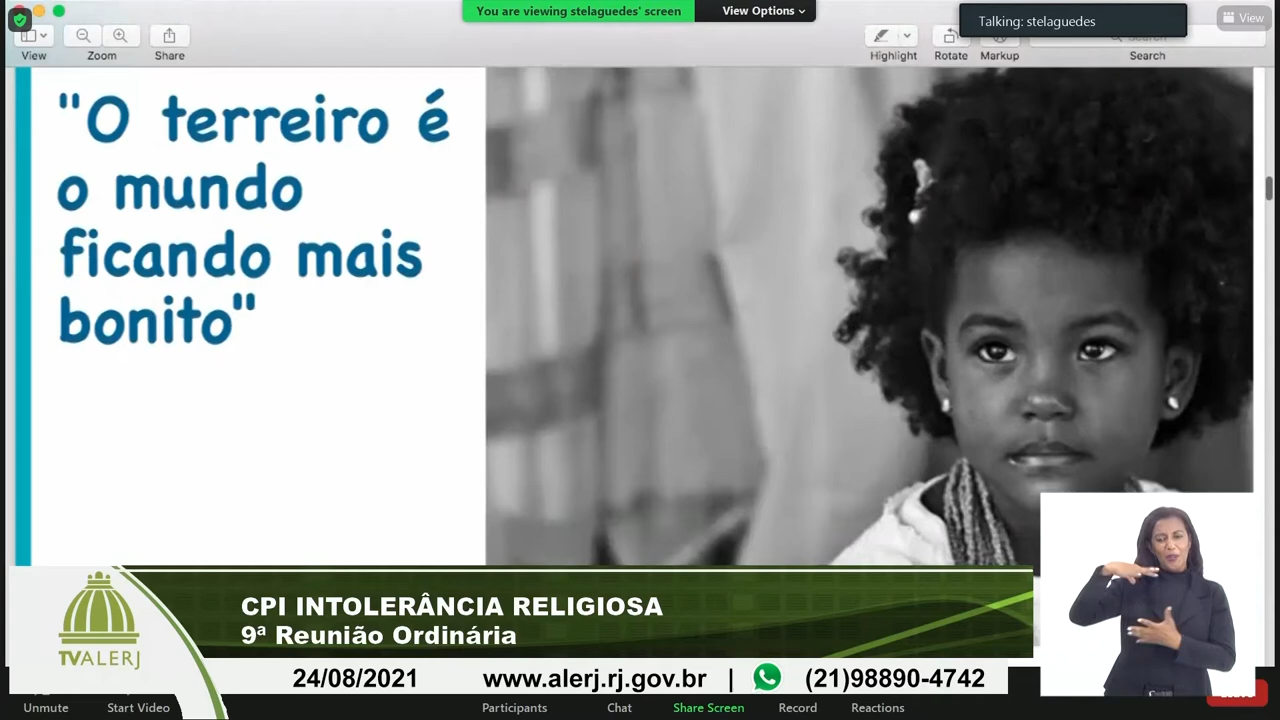 You are viewing stelaguedes' screen
View Options
Talking: stelaguedes
View
View
Zoom
Share
Highlight
Rotate
Markup
Search
Search
"O terreiro é
o mundo
ficando mais
bonito"
TVALERJ
CPI INTOLERÂNCIA RELIGIOSA
9ª Reunião Ordinária
24/08/2021
www.alerj.rj.gov.br | (21)98890-4742
Unmute
Start Video
Participants
Chat
Share Screen
Record
Reactions